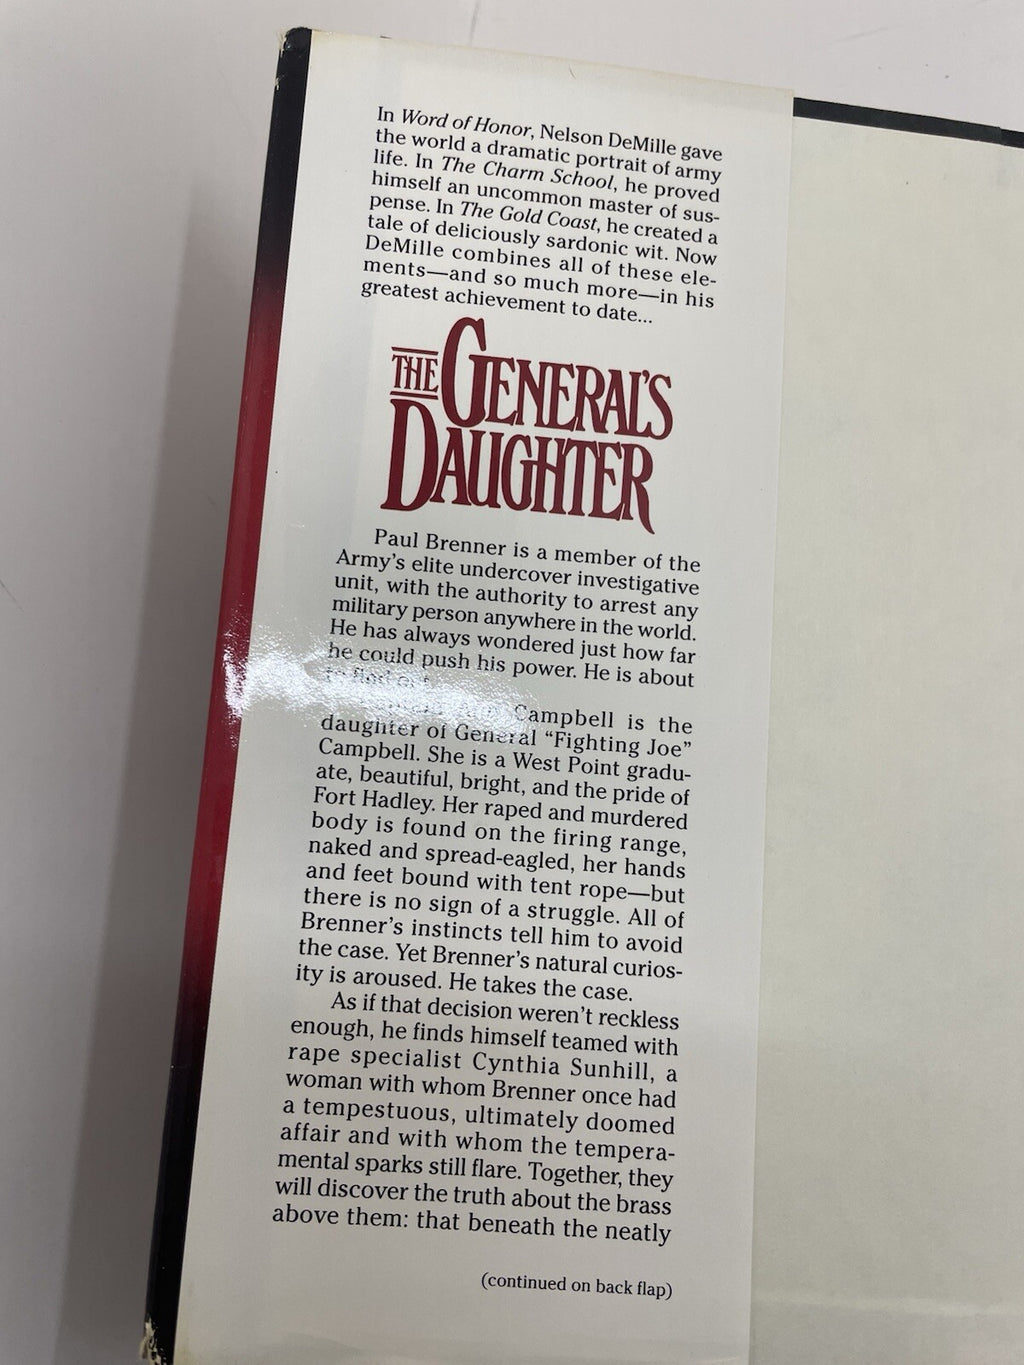 In Word of Honor, Nelson DeMille gave
the world a dramatic portrait of army
life. In The Charm School, he proved
himself an uncommon master of sus-
pense. In The Gold Coast, he created a
tale of deliciously sardonic wit. Now
DeMille combines all of these ele-
ments—and so much more—in his
greatest achievement to date...
THE GENERAL'S
DAUGHTER
Paul Brenner is a member of the
Army's elite undercover investigative
unit, with the authority to arrest any
military person anywhere in the world.
He has always wondered just how far
he could push his power. He is about
to find out.
Campbell is the
daughter of General "Fighting Joe"
Campbell. She is a West Point gradu-
ate, beautiful, bright, and the pride of
Fort Hadley. Her raped and murdered
body is found on the firing range,
naked and spread-eagled, her hands
and feet bound with tent rope—but
there is no sign of a struggle. All of
Brenner's instincts tell him to avoid
the case. Yet Brenner's natural curios-
ity is aroused. He takes the case.
As if that decision weren't reckless
enough, he finds himself teamed with
rape specialist Cynthia Sunhill, a
woman with whom Brenner once had
a tempestuous, ultimately doomed
affair and with whom the tempera-
mental sparks still flare. Together, they
will discover the truth about the brass
above them: that beneath the neatly
(continued on back flap)